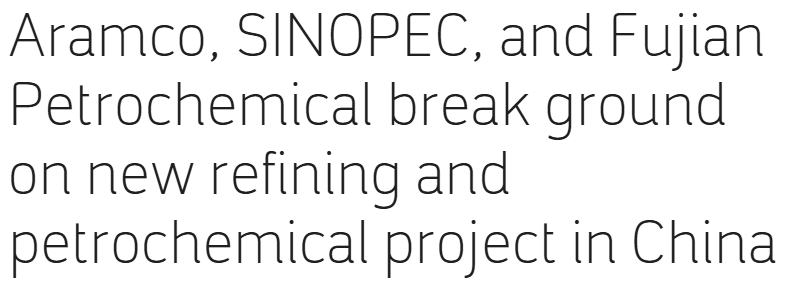 Aramco, SINOPEC, and Fujian
Petrochemical break ground
on new refining and
petrochemical project in China